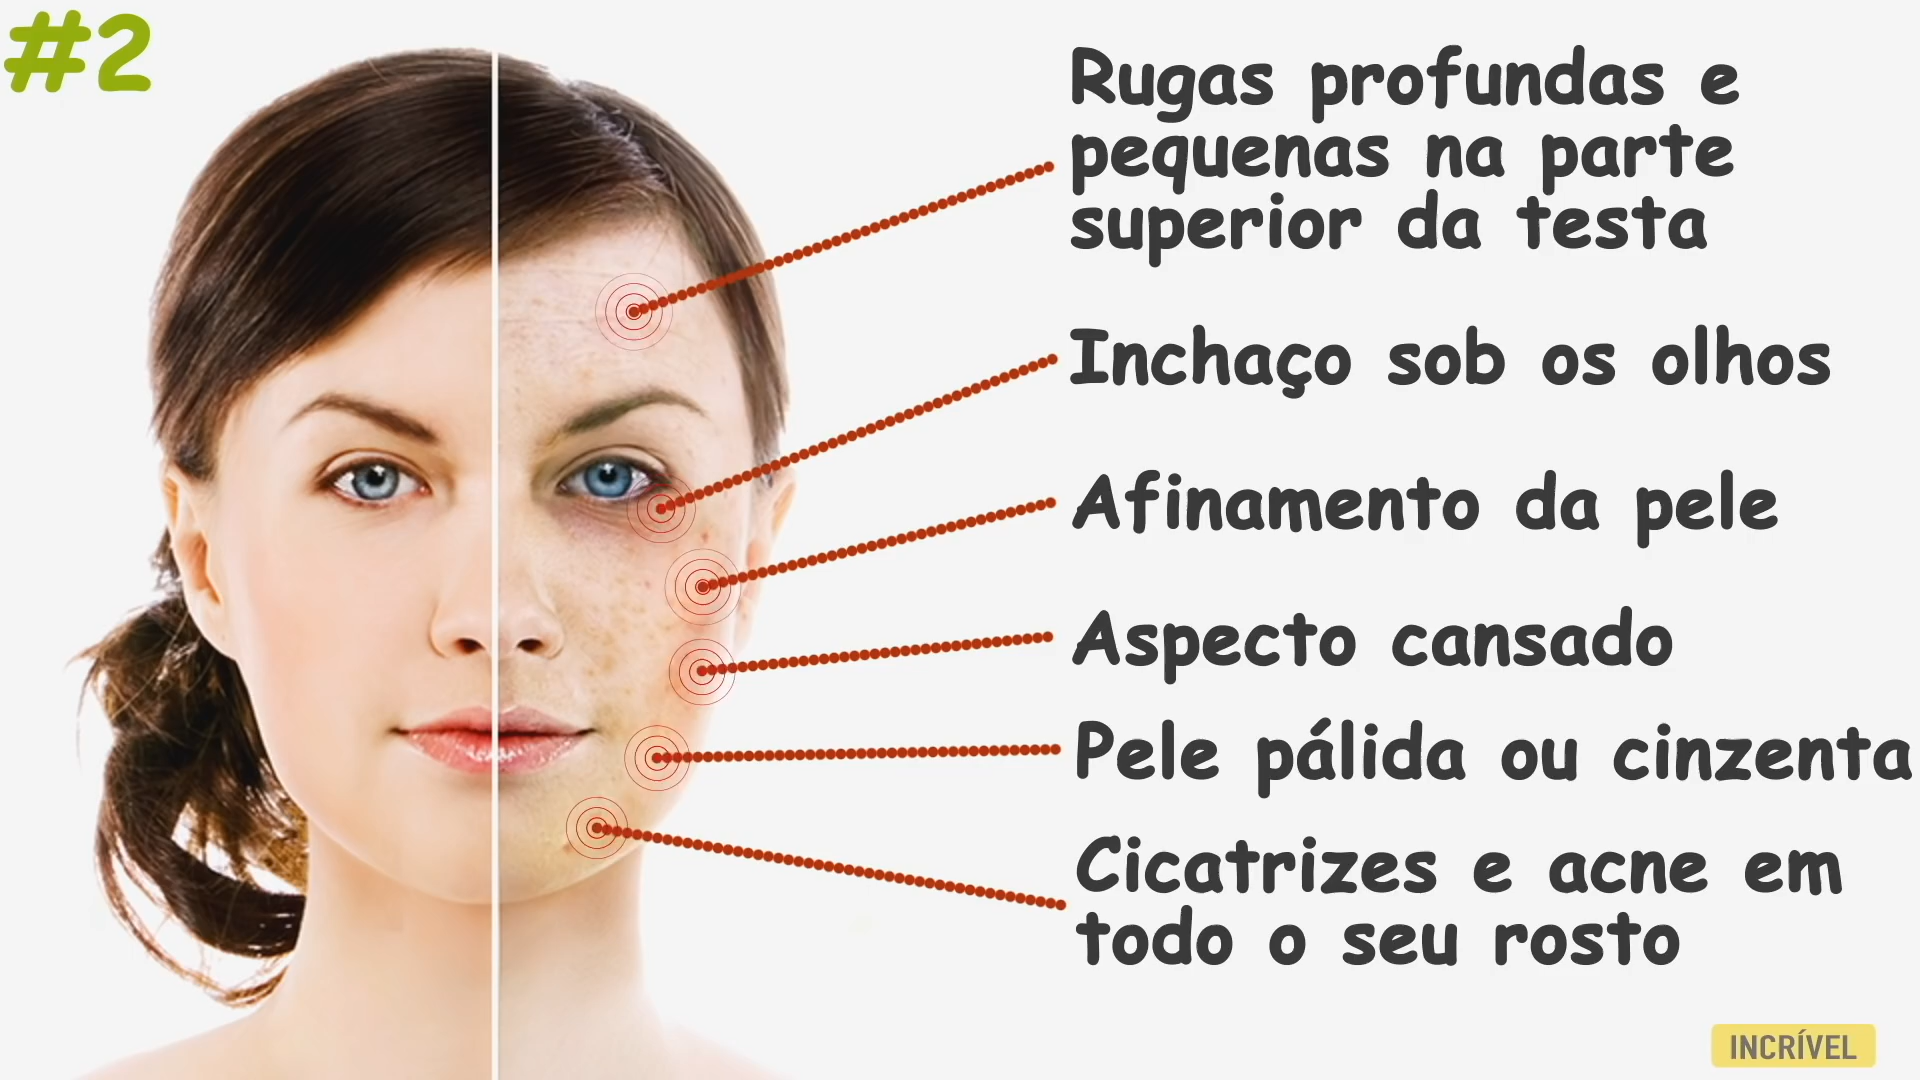 #2
Rugas profundas e
pequenas na parte
superior da testa
Inchaço sob os olhos
Afinamento da pele
Aspecto cansado
Pele pálida ou cinzenta
Cicatrizes e acne em
todo o seu rosto
INCRÍVEL